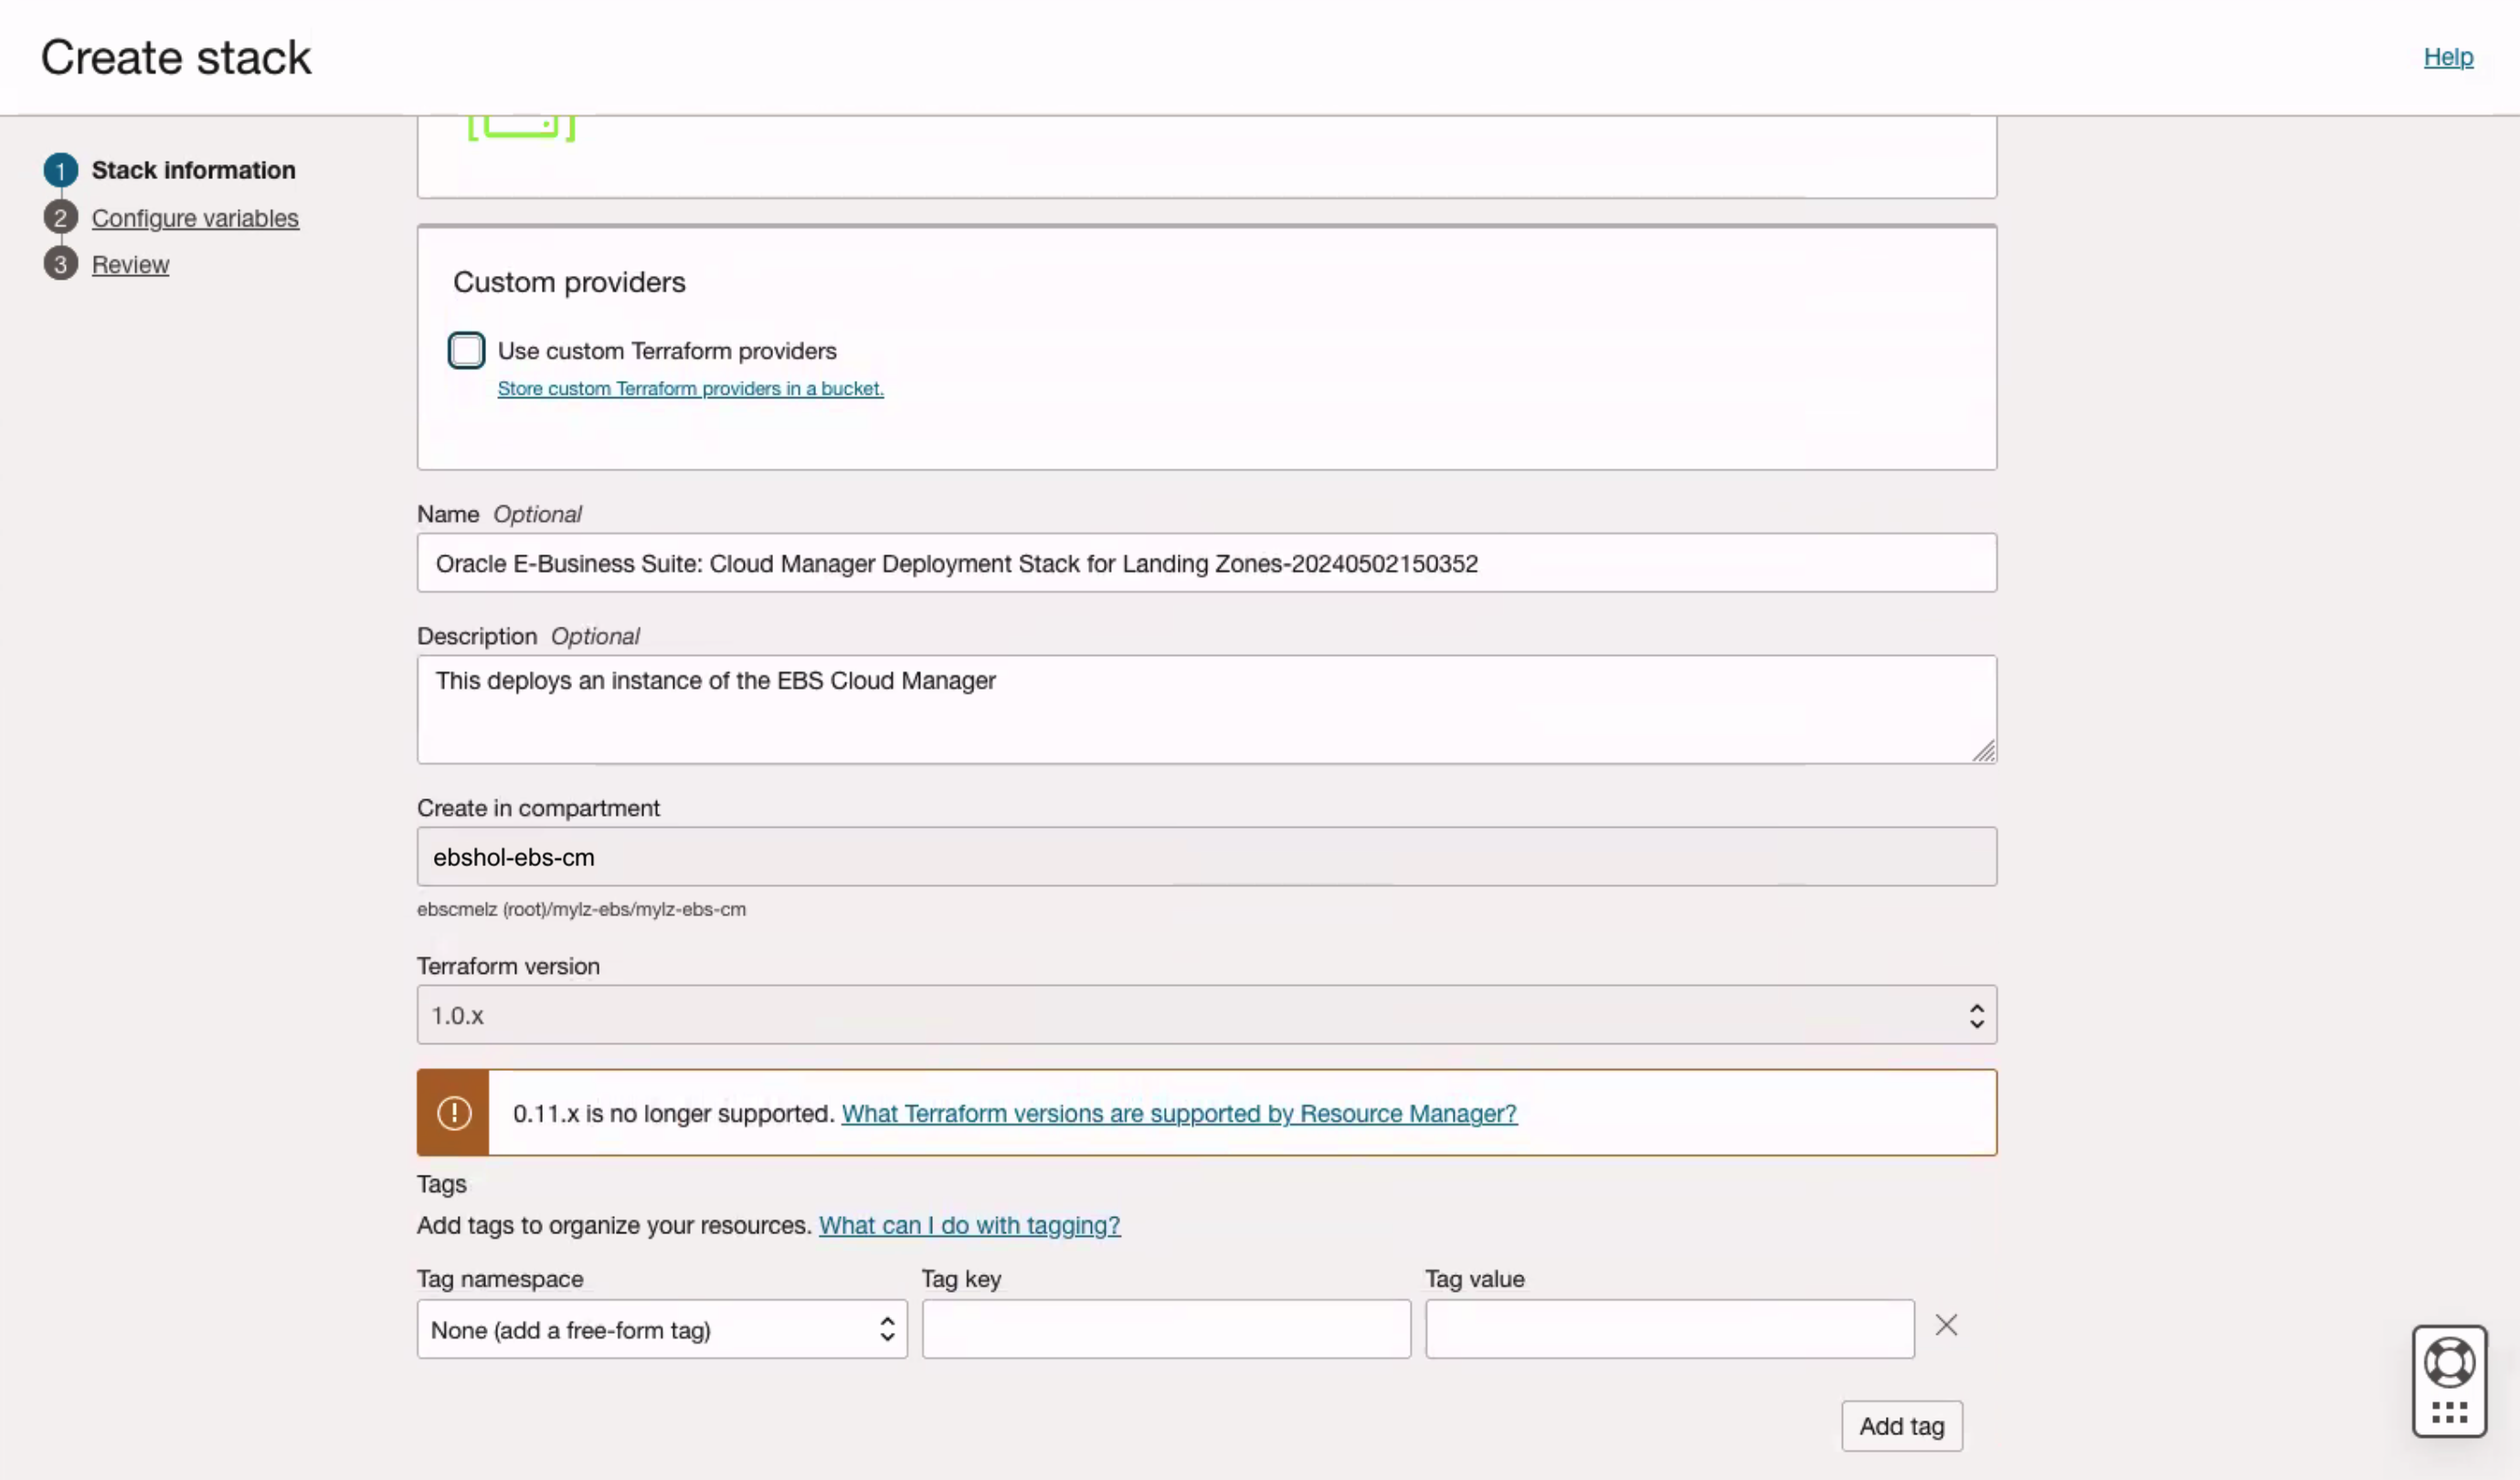 Create stack
Help
1 Stack information
2 Configure variables
3 Review
Custom providers
Use custom Terraform providers
Store custom Terraform providers in a bucket.
Name Optional
Oracle E-Business Suite: Cloud Manager Deployment Stack for Landing Zones-20240502150352
Description Optional
This deploys an instance of the EBS Cloud Manager
Create in compartment
ebshol-ebs-cm
ebscmelz (root)/mylz-ebs/mylz-ebs-cm
Terraform version
1.0.x
0.11.x is no longer supported. What Terraform versions are supported by Resource Manager?
Tags
Add tags to organize your resources. What can I do with tagging?
Tag namespace Tag key Tag value
None (add a free-form tag)
Add tag